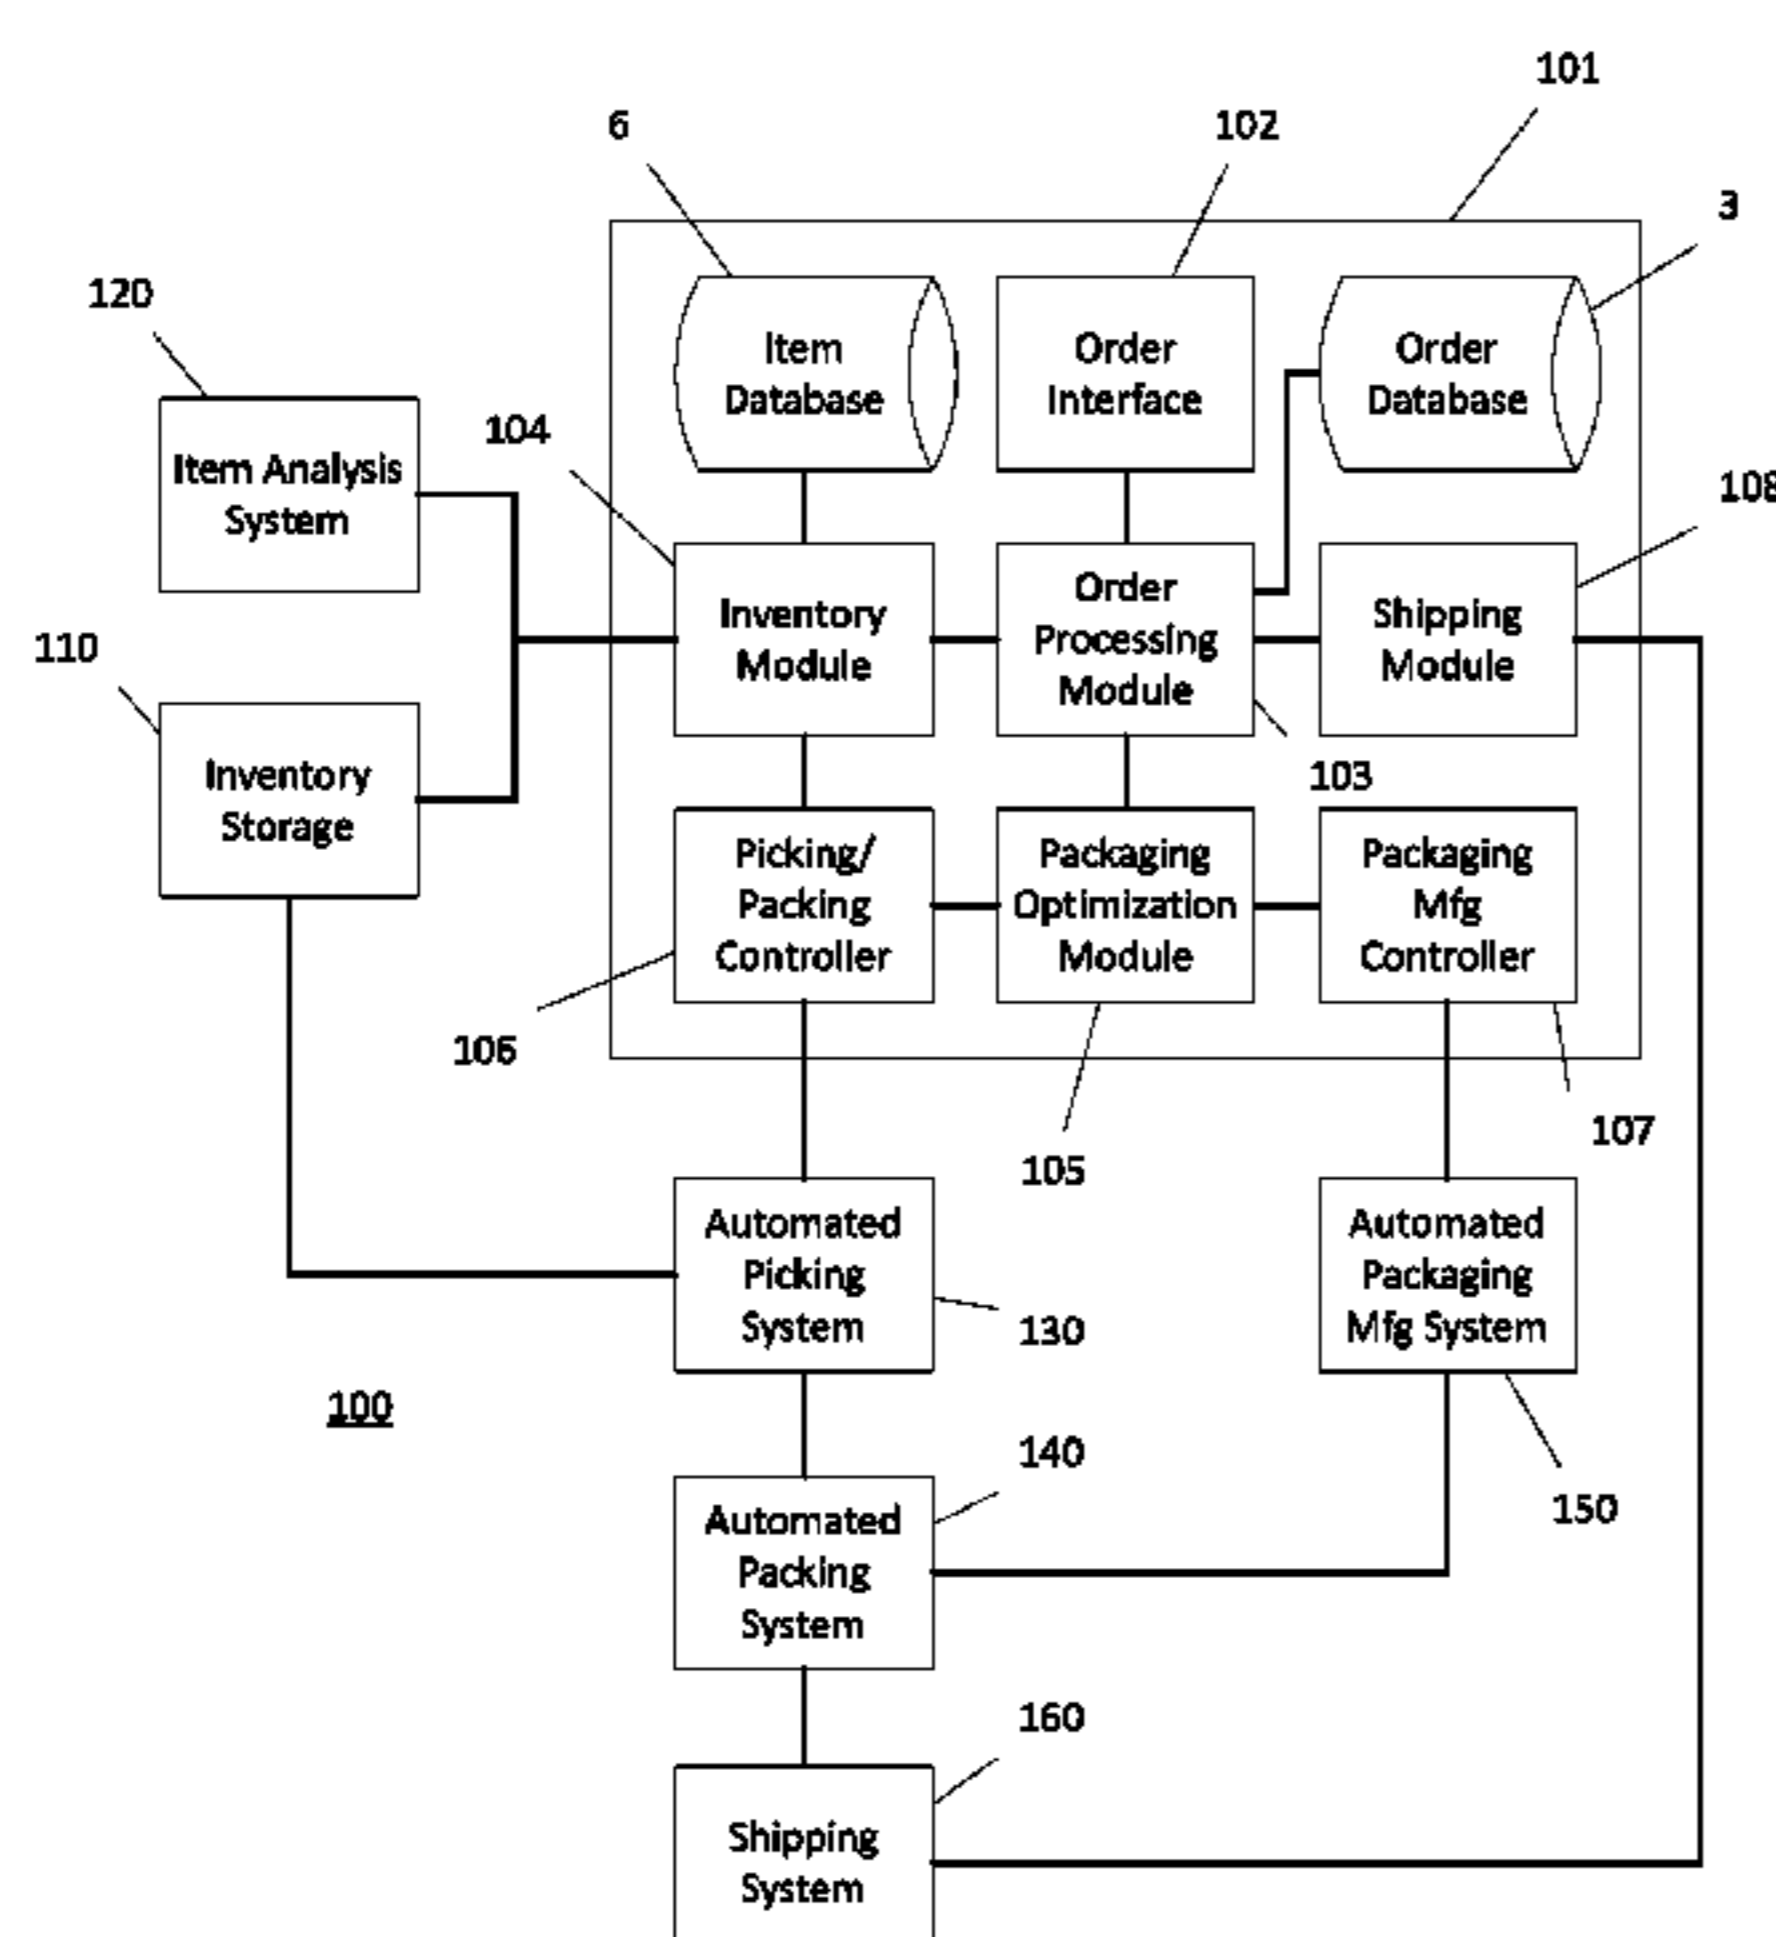 101
6
102
3
120
Item
Database
Order
Interface
Order
Database
104
Item Analysis
System
108
110
Inventory
Module
Order
Processing
Module
Shipping
Module
103
Inventory
Storage
Picking/
Packing
Controller
Packaging
Optimization
Module
Packaging
Mfg
Controller
106
107
105
Automated
Picking
System
Automated
Packaging
Mfg System
130
100
140
150
Automated
Packing
System
160
Shipping
System